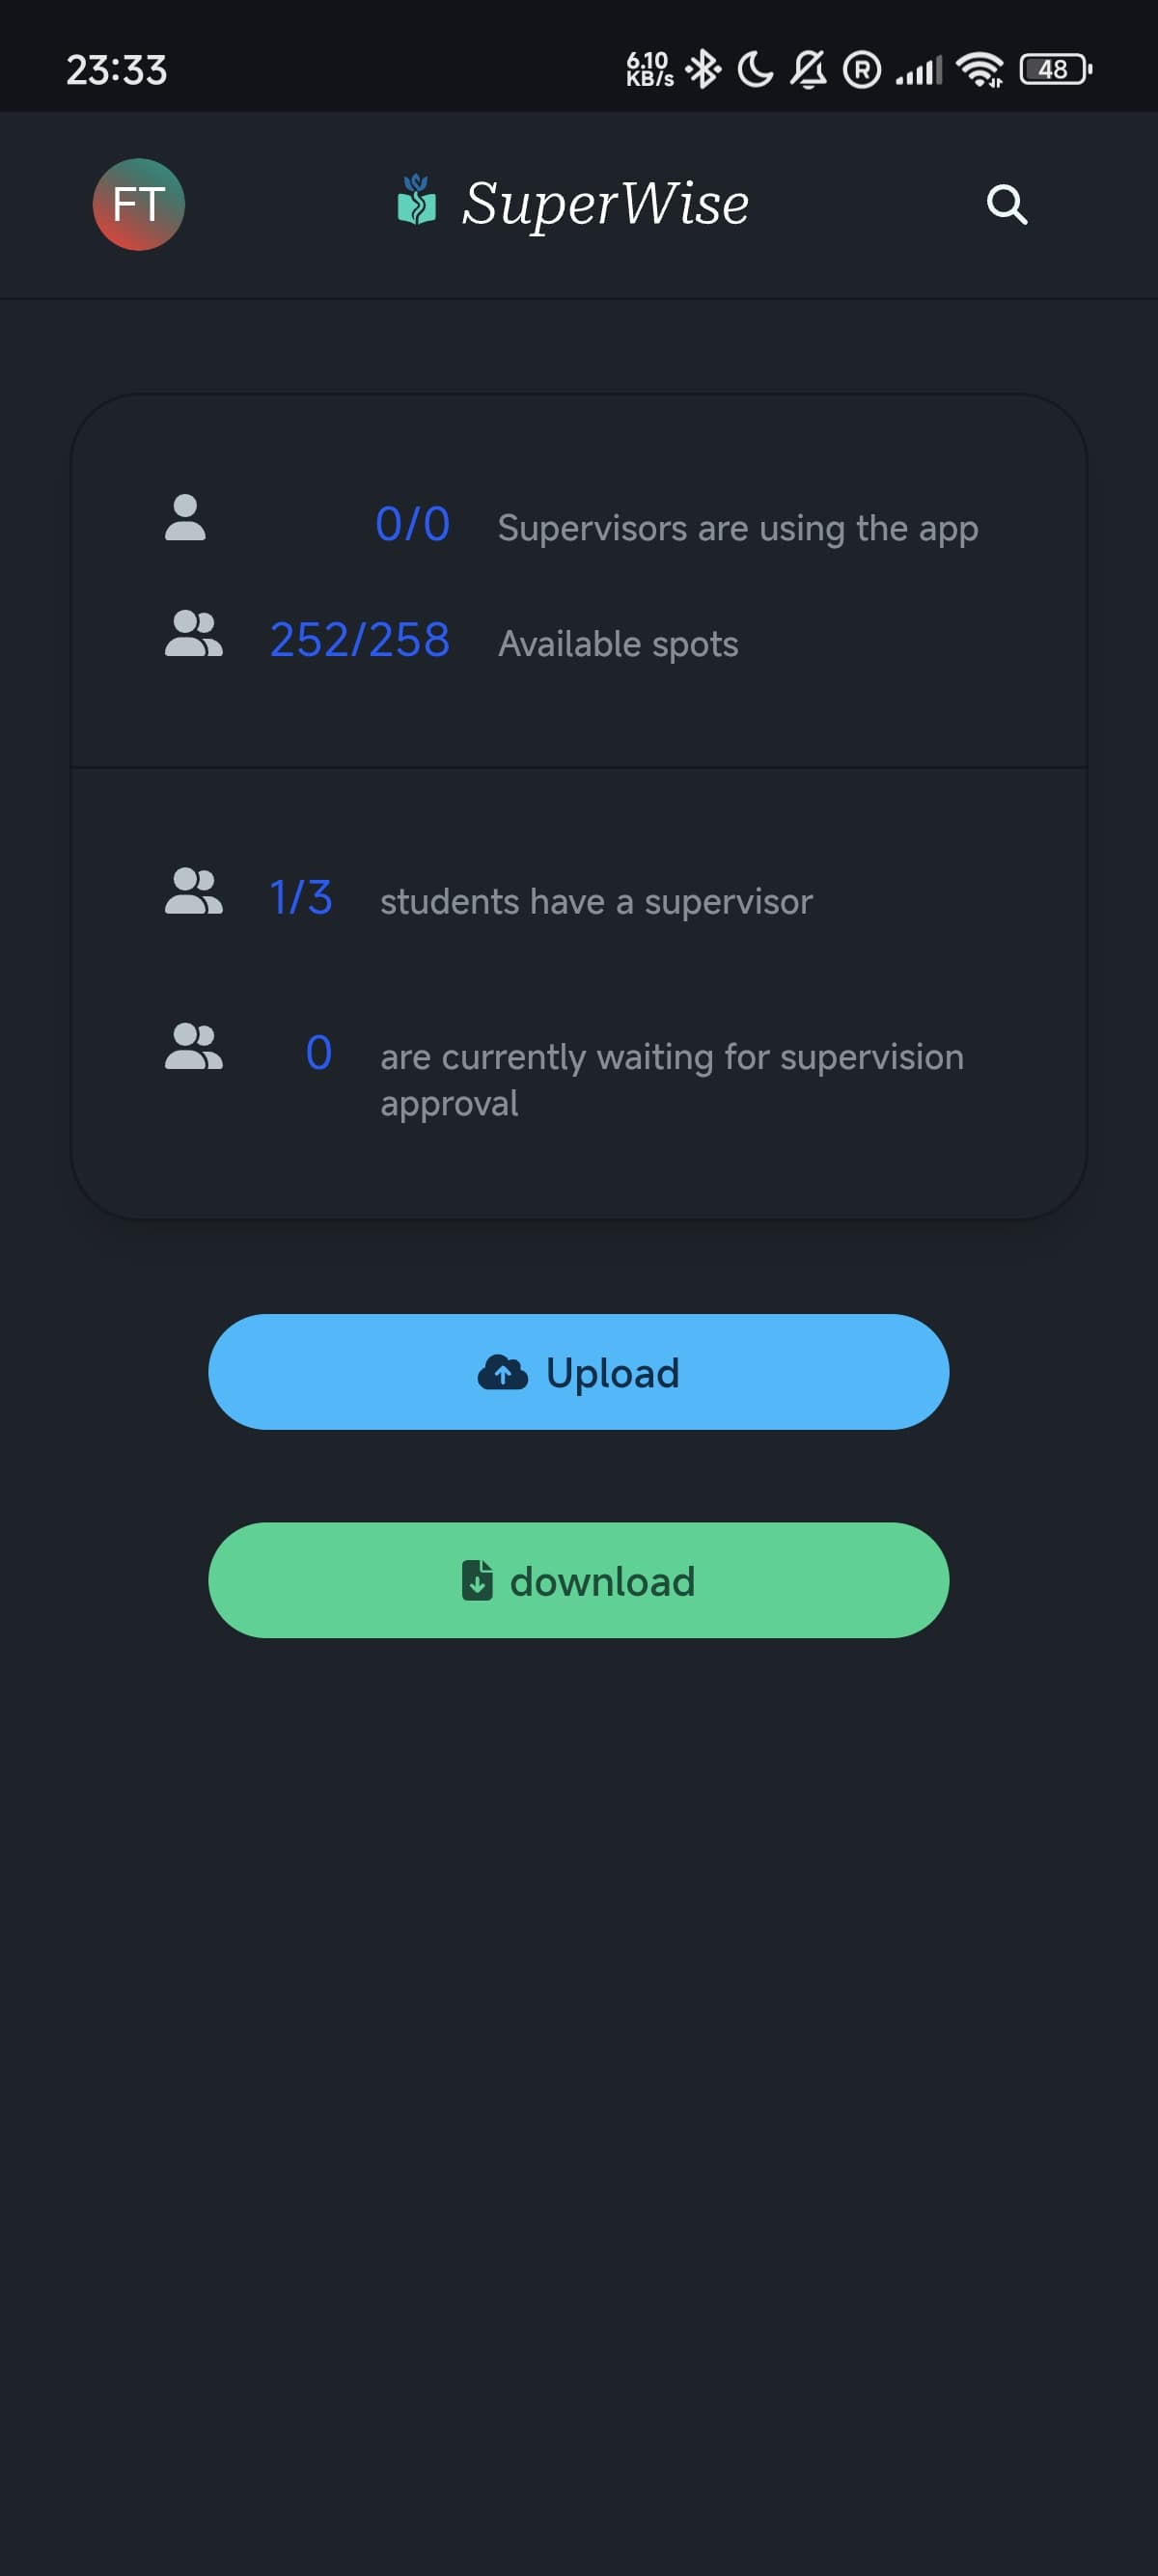 23:33
6.10
KB/s
R
48
FT
SuperWise
0/0 Supervisors are using the app
252/258 Available spots
1/3 students have a supervisor
0 are currently waiting for supervision
approval
Upload
download